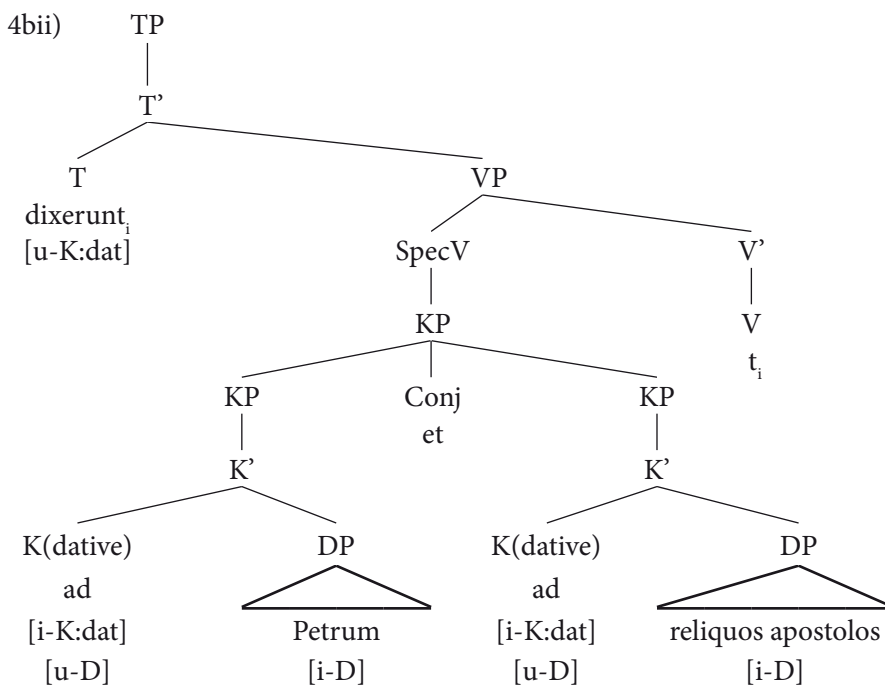 4bii) TP
T’
T VP
dixerunt_i
[u-K:dat] SpecV V’
KP V
t_i
KP Conj KP
et
K’ K’
K(dative) DP K(dative) DP
ad ad
[i-K:dat] Petrum [i-K:dat] reliquos apostolos
[u-D] [i-D] [u-D] [i-D]